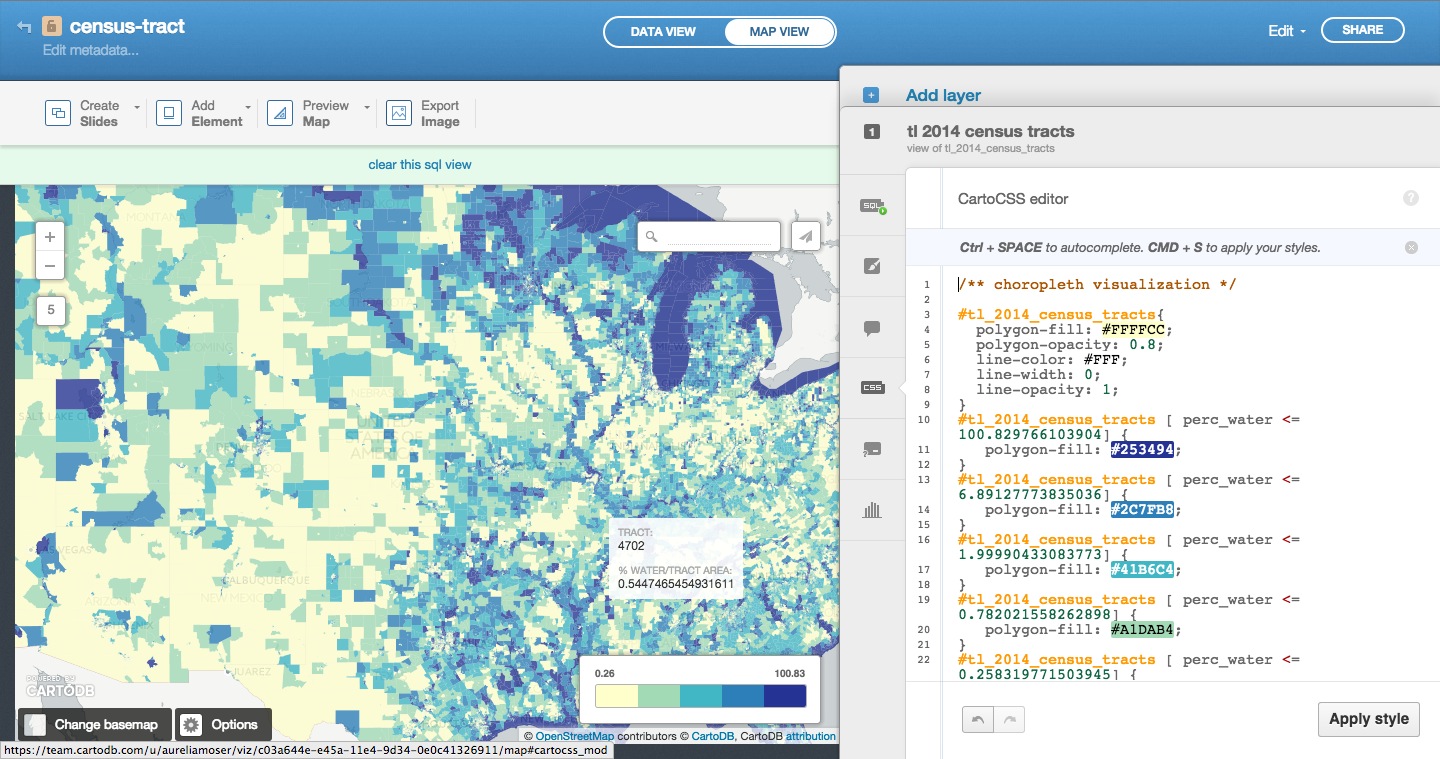 census-tract
Edit metadata...
DATA VIEW
MAP VIEW
Edit
SHARE
Create
Slides
Add
Element
Preview
Map
Export
Image
clear this sql view
+
−
5
MONTANA
WYOMING
SALT LAKE CITY
NEBRASKA
DENVER
UNITED
STATES OF
AMERICA
MILWAUKEE
LAS VEGAS
ALBUQUERQUE
NEW MEXICO
ARIZONA
JUAREZ
TRACT:
4702
% WATER/TRACT AREA:
0.5447465454931611
0.26
100.83
POWERED BY
CARTODB
Change basemap
Options
© OpenStreetMap contributors © CartoDB, CartoDB attribution
https://team.cartodb.com/u/aureliamoser/viz/c03a644e-e45a-11e4-9d34-0e0c41326911/map#cartocss_mod
+
Add layer
1
tl 2014 census tracts
view of tl_2014_census_tracts
SQL
CSS
CartoCSS editor
?
Ctrl + SPACE to autocomplete. CMD + S to apply your styles.
1 /** choropleth visualization */
2
3 #tl_2014_census_tracts{
4 polygon-fill: #FFFFCC;
5 polygon-opacity: 0.8;
6 line-color: #FFF;
7 line-width: 0;
8 line-opacity: 1;
9 }
10 #tl_2014_census_tracts [ perc_water <=
100.829766103904] {
11 polygon-fill: #253494;
12 }
13 #tl_2014_census_tracts [ perc_water <=
6.89127773835036] {
14 polygon-fill: #2C7FB8;
15 }
16 #tl_2014_census_tracts [ perc_water <=
1.99990433083773] {
17 polygon-fill: #41B6C4;
18 }
19 #tl_2014_census_tracts [ perc_water <=
0.782021558262898] {
20 polygon-fill: #A1DAB4;
21 }
22 #tl_2014_census_tracts [ perc_water <=
0.258319771503945] {
Apply style